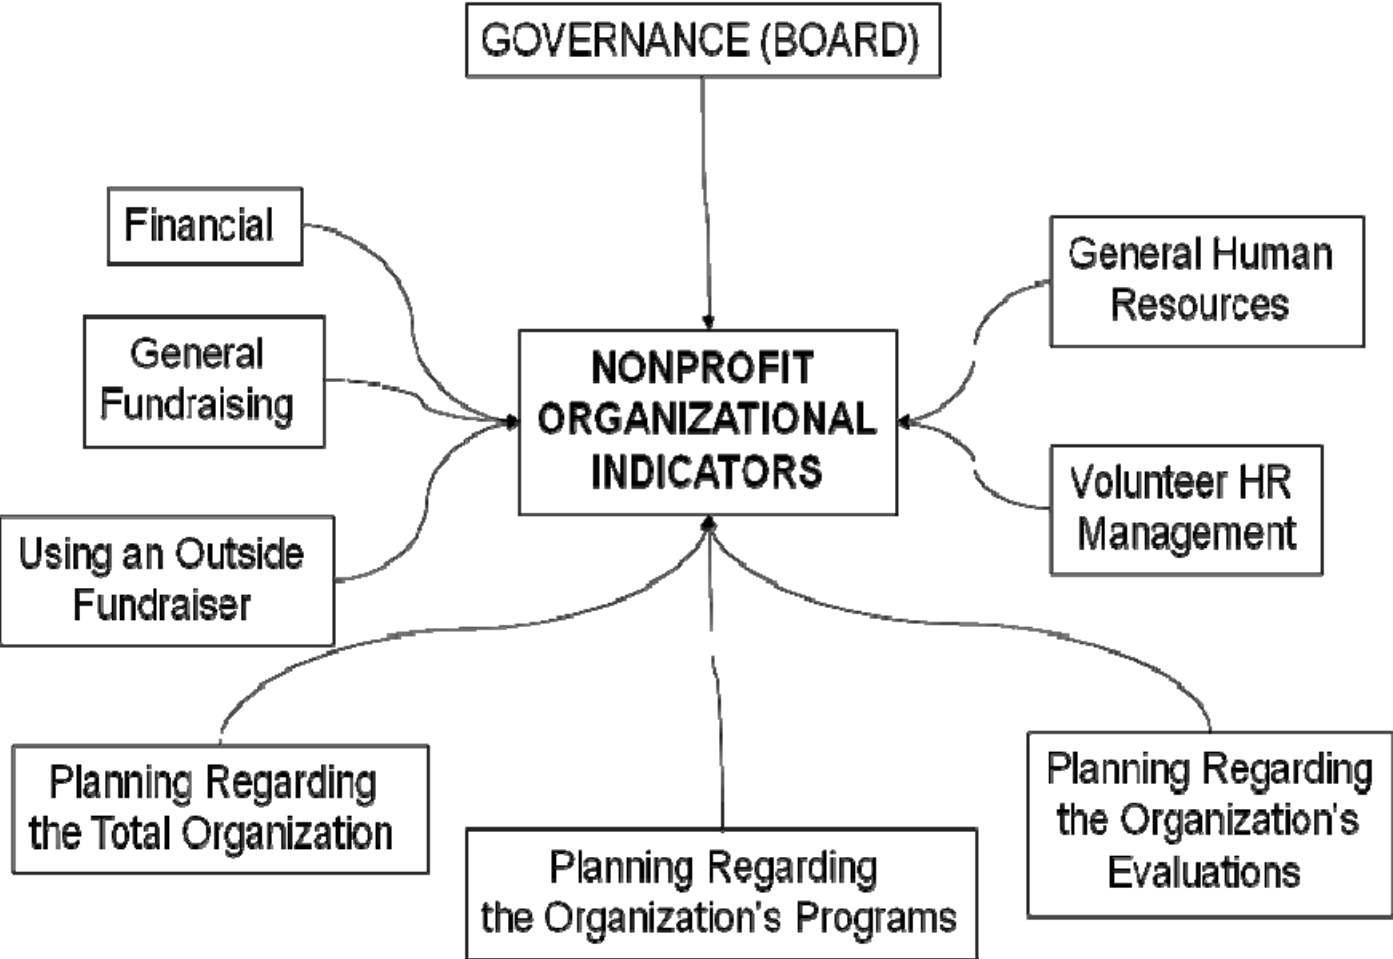 GOVERNANCE (BOARD)
Financial
General
Fundraising
Using an Outside
Fundraiser
NONPROFIT
ORGANIZATIONAL
INDICATORS
General Human
Resources
Volunteer HR
Management
Planning Regarding
the Total Organization
Planning Regarding
the Organization's Programs
Planning Regarding
the Organization's
Evaluations